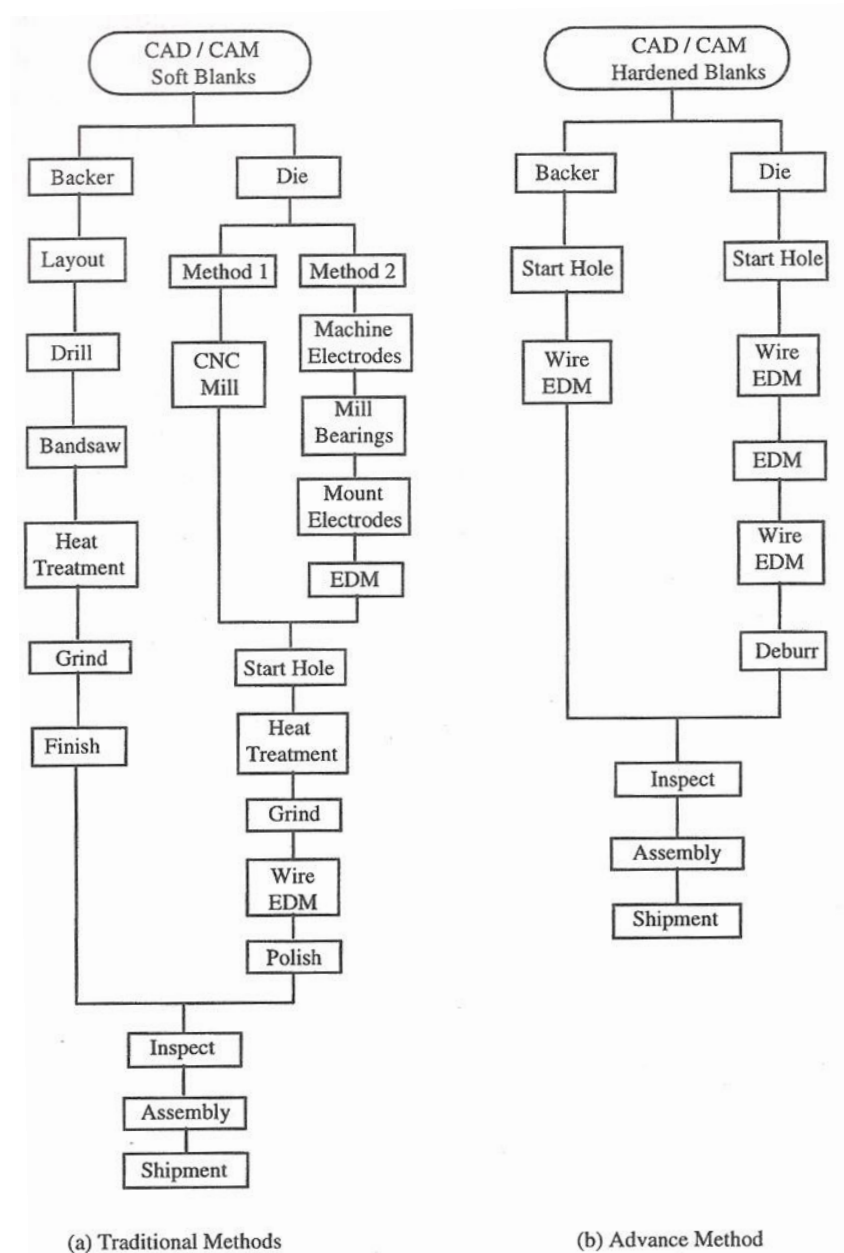 CAD / CAM
Soft Blanks
Backer
Die
Layout
Method 1
Method 2
Drill
CNC
Mill
Machine
Electrodes
Bandsaw
Mill
Bearings
Heat
Treatment
Mount
Electrodes
EDM
Grind
Start Hole
Finish
Heat
Treatment
Grind
Wire
EDM
Polish
Inspect
Assembly
Shipment
(a) Traditional Methods
CAD / CAM
Hardened Blanks
Backer
Die
Start Hole
Start Hole
Wire
EDM
Wire
EDM
EDM
Wire
EDM
Deburr
Inspect
Assembly
Shipment
(b) Advance Method